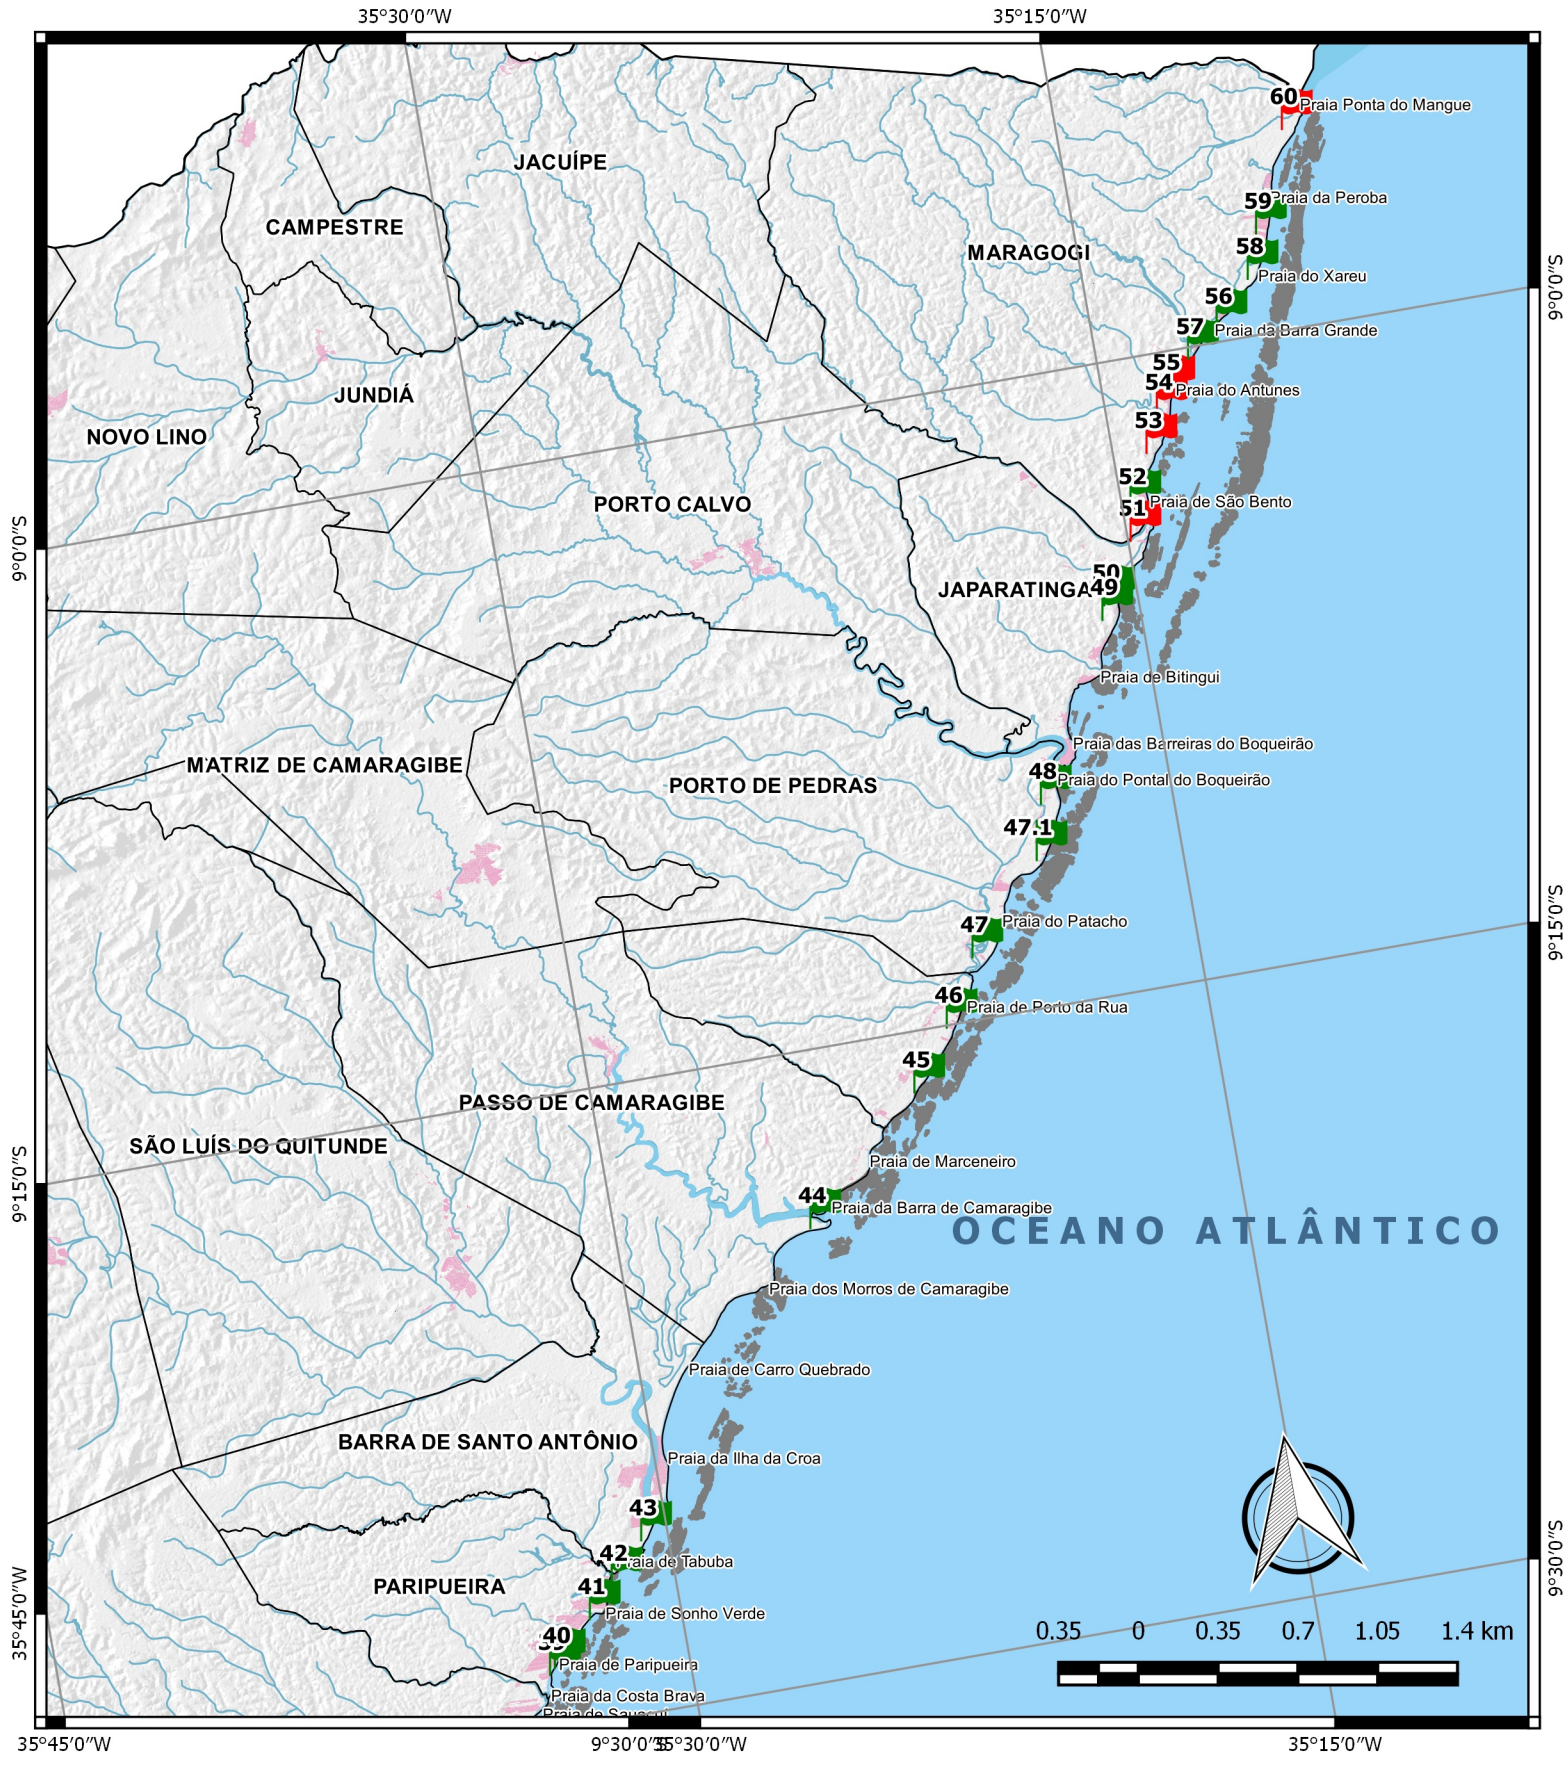 35°30′0″W
35°15′0″W
60
Praia Ponta do Mangue
JACUÍPE
59
Praia da Peroba
CAMPESTRE
MARAGOGI
58
Praia do Xareu
9°0′0″S
56
57
Praia da Barra Grande
55
54
Praia do Antunes
JUNDIÁ
53
NOVO LINO
52
PORTO CALVO
Praia de São Bento
51
9°0′0″S
50
JAPARATINGA
49
Praia de Bitingui
Praia das Barreiras do Boqueirão
MATRIZ DE CAMARAGIBE
48
Praia do Pontal do Boqueirão
PORTO DE PEDRAS
47.1
47
Praia do Patacho
9°15′0″S
46
Praia de Porto da Rua
45
PASSO DE CAMARAGIBE
SÃO LUÍS DO QUITUNDE
Praia de Marceneiro
9°15′0″S
44
Praia da Barra de Camaragibe
OCEANO ATLÂNTICO
Praia dos Morros de Camaragibe
Praia de Carro Quebrado
BARRA DE SANTO ANTÔNIO
Praia da Ilha da Croa
43
42
Praia de Tabuba
9°30′0″S
PARIPUEIRA
41
Praia de Sonho Verde
35°45′0″W
40
39
Praia de Paripueira
0.35 0 0.35 0.7 1.05 1.4 km
Praia da Costa Brava
35°45′0″W
9°30′0″S
35°30′0″W
35°15′0″W